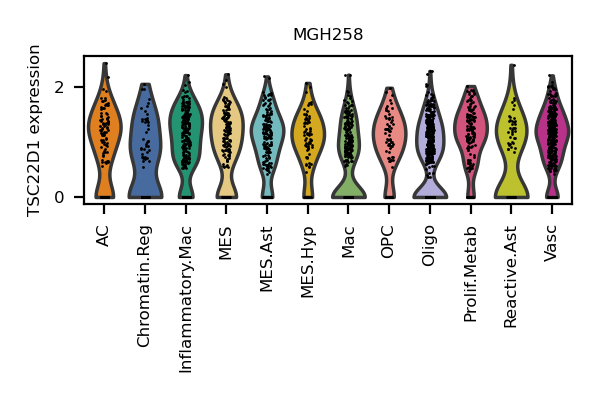 MGH258
TSC22D1 expression
2
0
AC
Chromatin.Reg
Inflammatory.Mac
MES
MES.Ast
MES.Hyp
Mac
OPC
Oligo
Prolif.Metab
Reactive.Ast
Vasc